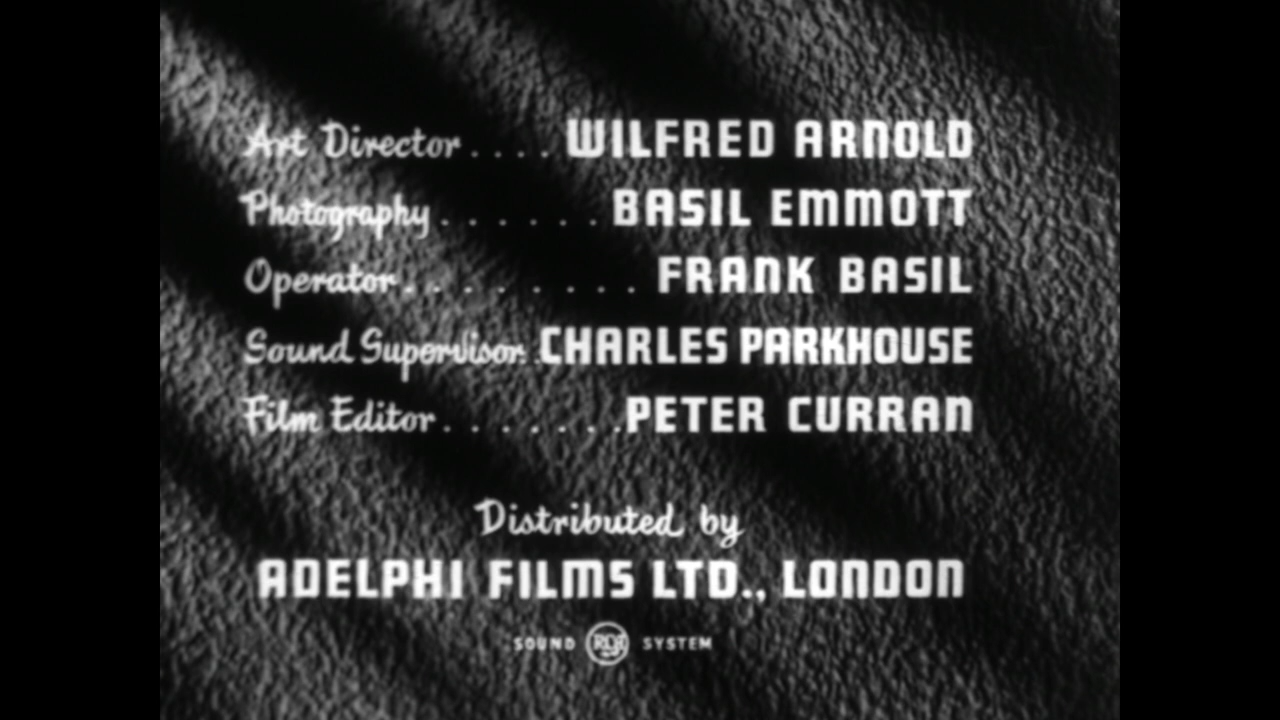 Art Director.... WILFRED ARNOLD
Photography...... BASIL EMMOTT
Operator......... FRANK BASIL
Sound Supervisor.. CHARLES PARKHOUSE
Film Editor....... PETER CURRAN
Distributed by
ADELPHI FILMS LTD., LONDON
SOUND RCA SYSTEM